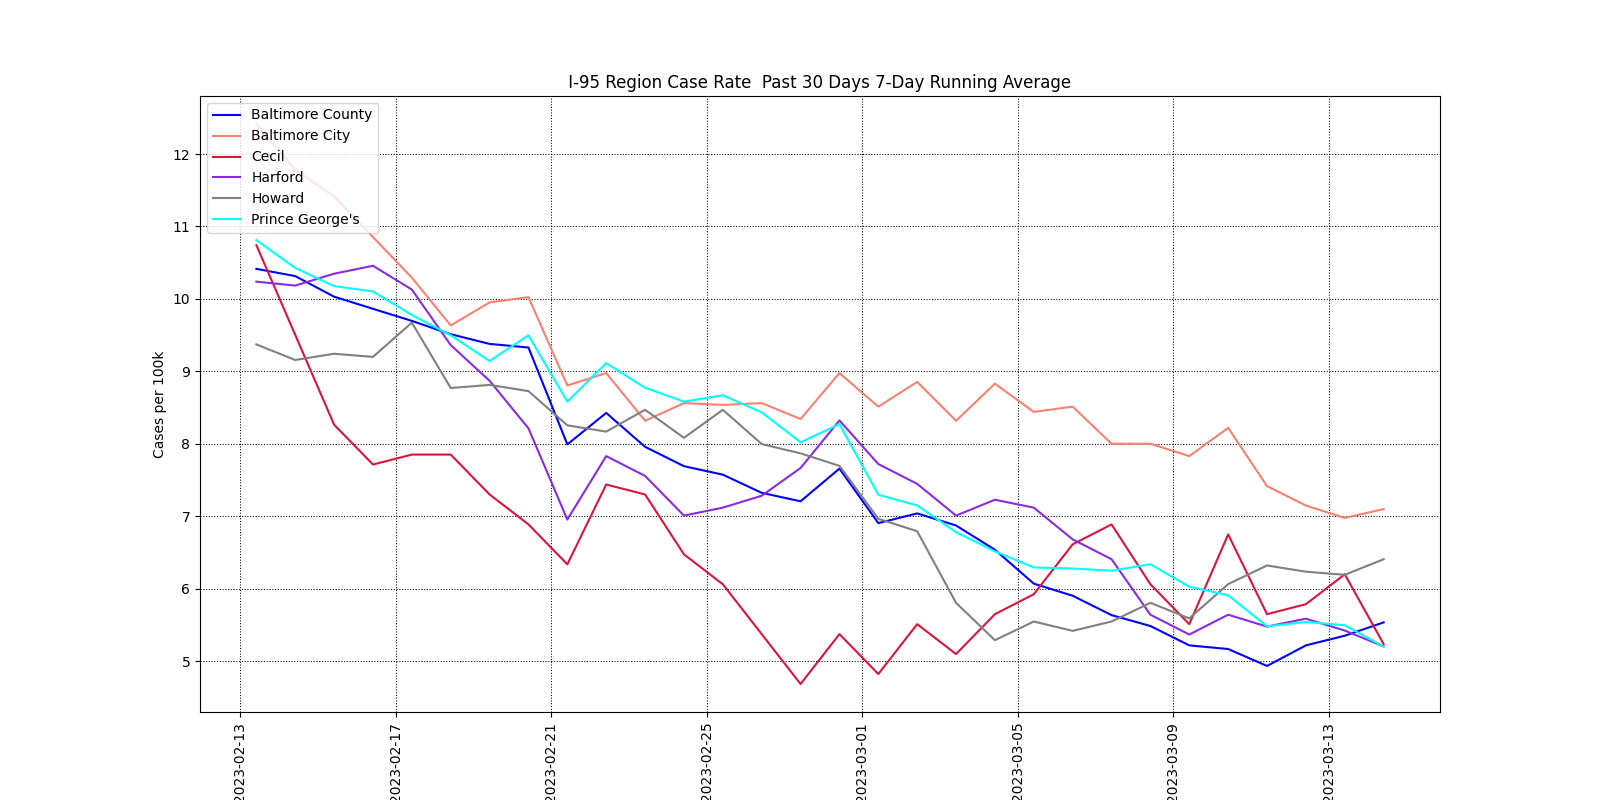 I-95 Region Case Rate  Past 30 Days 7-Day Running Average
Baltimore County
Baltimore City
Cecil
Harford
Howard
Prince George's
12
11
10
9
8
7
6
5
Cases per 100k
2023-02-13
2023-02-17
2023-02-21
2023-02-25
2023-03-01
2023-03-05
2023-03-09
2023-03-13